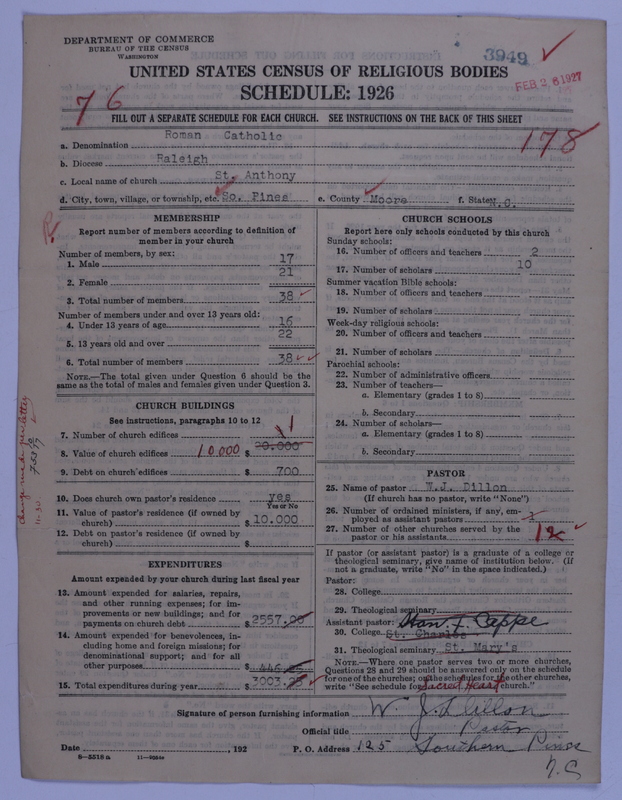 DEPARTMENT OF COMMERCE
BUREAU OF THE CENSUS
WASHINGTON
3949
FEB 26 1927
UNITED STATES CENSUS OF RELIGIOUS BODIES
SCHEDULE: 1926
76
FILL OUT A SEPARATE SCHEDULE FOR EACH CHURCH. SEE INSTRUCTIONS ON THE BACK OF THIS SHEET
178
a. Denomination Roman Catholic
b. Diocese Raleigh
c. Local name of church St. Anthony
d. City, town, village, or township, etc. So. Pines e. County Moore f. State N.C.
MEMBERSHIP
Report number of members according to definition of
member in your church
Number of members, by sex:
1. Male 17
2. Female 21
3. Total number of members 38
Number of members under and over 13 years old:
4. Under 13 years of age 16
5. 13 years old and over 22
6. Total number of members 38
NOTE.—The total given under Question 6 should be the
same as the total of males and females given under Question 3.
CHURCH BUILDINGS
See instructions, paragraphs 10 to 12
7. Number of church edifices 1
8. Value of church edifices 10000 $ 20.000
9. Debt on church edifices $ 700
10. Does church own pastor's residence yes
Yes or No
11. Value of pastor's residence (if owned by
church) $ 10.000
12. Debt on pastor's residence (if owned by
church) $
EXPENDITURES
Amount expended by your church during last fiscal year
13. Amount expended for salaries, repairs,
and other running expenses; for im-
provements or new buildings; and for
payments on church debt $ 2557.20
14. Amount expended for benevolences, in-
cluding home and foreign missions; for
denominational support; and for all
other purposes $ 446
15. Total expenditures during year $ 3003
CHURCH SCHOOLS
Report here only schools conducted by this church
Sunday schools:
16. Number of officers and teachers 2
17. Number of scholars 10
Summer vacation Bible schools:
18. Number of officers and teachers
19. Number of scholars
Week-day religious schools:
20. Number of officers and teachers
21. Number of scholars
Parochial schools:
22. Number of administrative officers
23. Number of teachers—
a. Elementary (grades 1 to 8)
b. Secondary
24. Number of scholars—
a. Elementary (grades 1 to 8)
b. Secondary
PASTOR
25. Name of pastor W.J. Dillon
(If church has no pastor, write "None")
26. Number of ordained ministers, if any, em-
ployed as assistant pastors
27. Number of other churches served by the
pastor or his assistants
If pastor (or assistant pastor) is a graduate of a college or
theological seminary, give name of institution below. (If
not a graduate, write "No" in the space indicated.)
Pastor:
28. College
29. Theological seminary
Assistant pastor:
30. College St. Charles
31. Theological seminary St. Mary's
NOTE.—Where one pastor serves two or more churches,
Questions 28 and 29 should be answered only on the schedule
for one of the churches; on the schedules for the other churches,
write "See schedule for Sacred Heart church."
Signature of person furnishing information W. J. Dillon
Official title Pastor
Date , 192 P. O. Address 125 Southern Pines
N.C
8-3318a